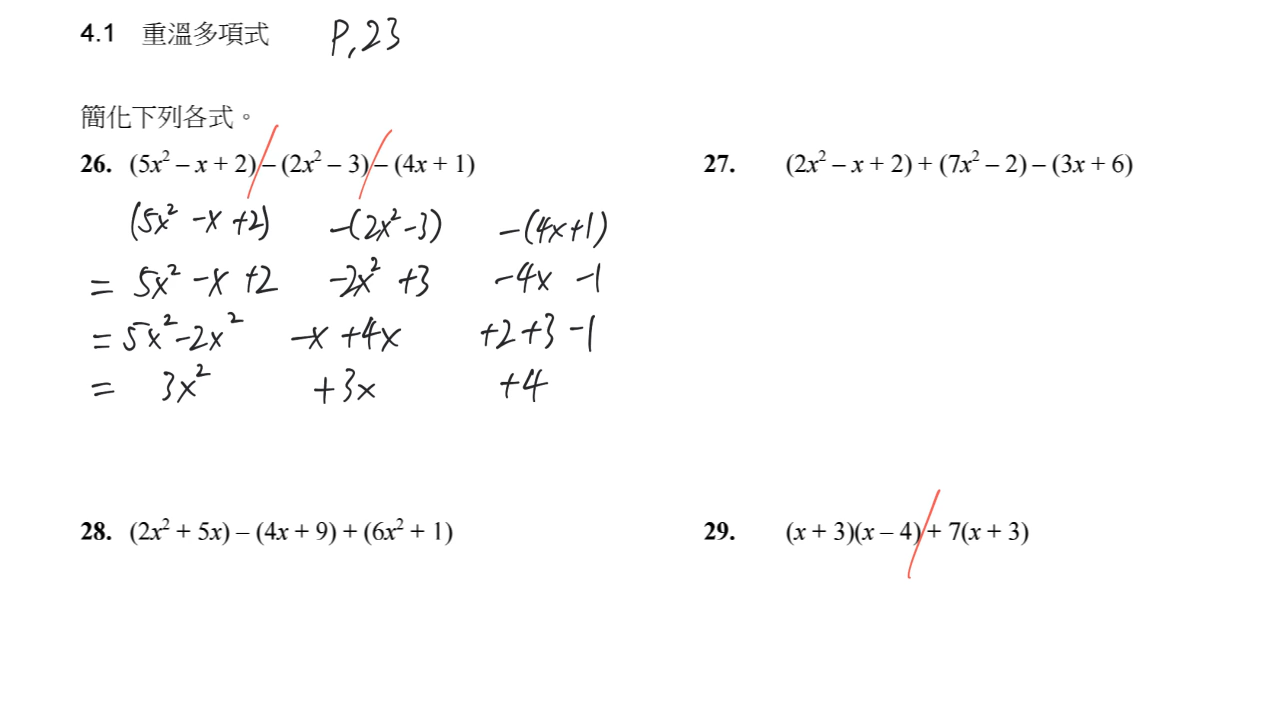 4.1 重溫多項式 P.23
簡化下列各式。
26. (5x² – x + 2) – (2x² – 3) – (4x + 1)
27. (2x² – x + 2) + (7x² – 2) – (3x + 6)
(5x² -x +2) -(2x²-3) -(4x+1)
= 5x² -x +2 -2x² +3 -4x -1
= 5x²-2x² -x +4x +2+3-1
= 3x² +3x +4
28. (2x² + 5x) – (4x + 9) + (6x² + 1)
29. (x + 3)(x – 4) + 7(x + 3)